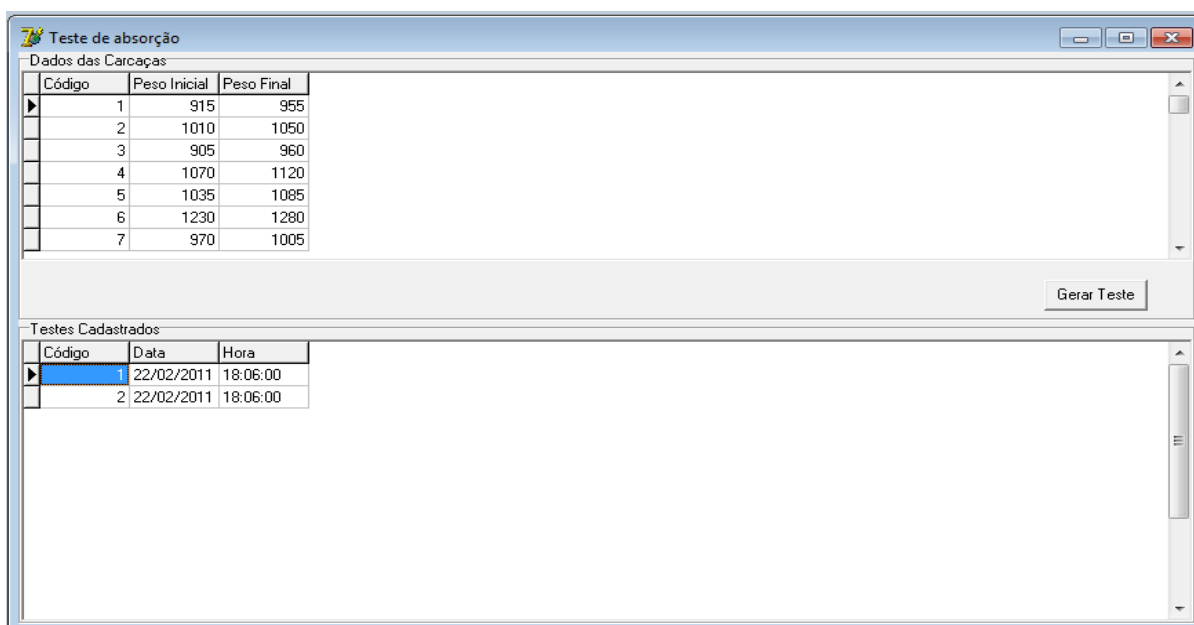 Teste de absorção
Dados das Carcaças
Código Peso Inicial Peso Final
1 915 955
2 1010 1050
3 905 960
4 1070 1120
5 1035 1085
6 1230 1280
7 970 1005
Gerar Teste
Testes Cadastrados
Código Data Hora
1 22/02/2011 18:06:00
2 22/02/2011 18:06:00